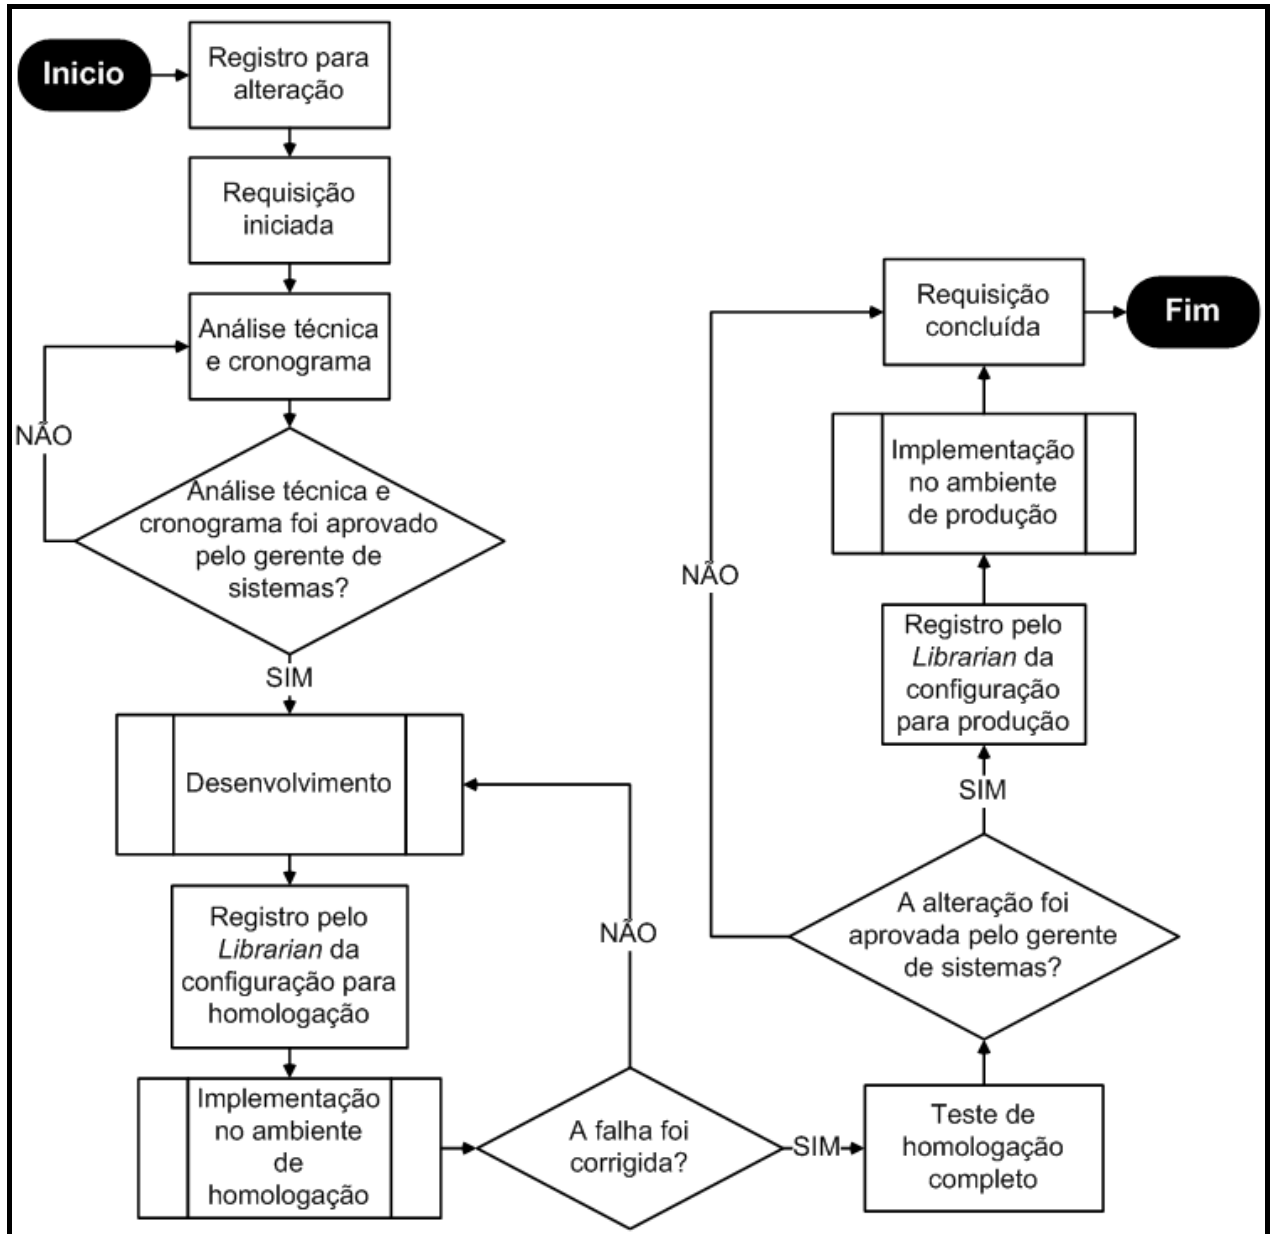 Inicio
Registro para
alteração
Requisição
iniciada
Análise técnica
e cronograma
NÃO
Análise técnica e
cronograma foi aprovado
pelo gerente de
sistemas?
SIM
Desenvolvimento
Registro pelo
Librarian da
configuração para
homologação
Implementação
no ambiente
de
homologação
A falha foi
corrigida?
NÃO
SIM
Teste de
homologação
completo
A alteração foi
aprovada pelo gerente
de sistemas?
NÃO
SIM
Registro pelo
Librarian da
configuração
para produção
Implementação
no ambiente
de produção
Requisição
concluída
Fim